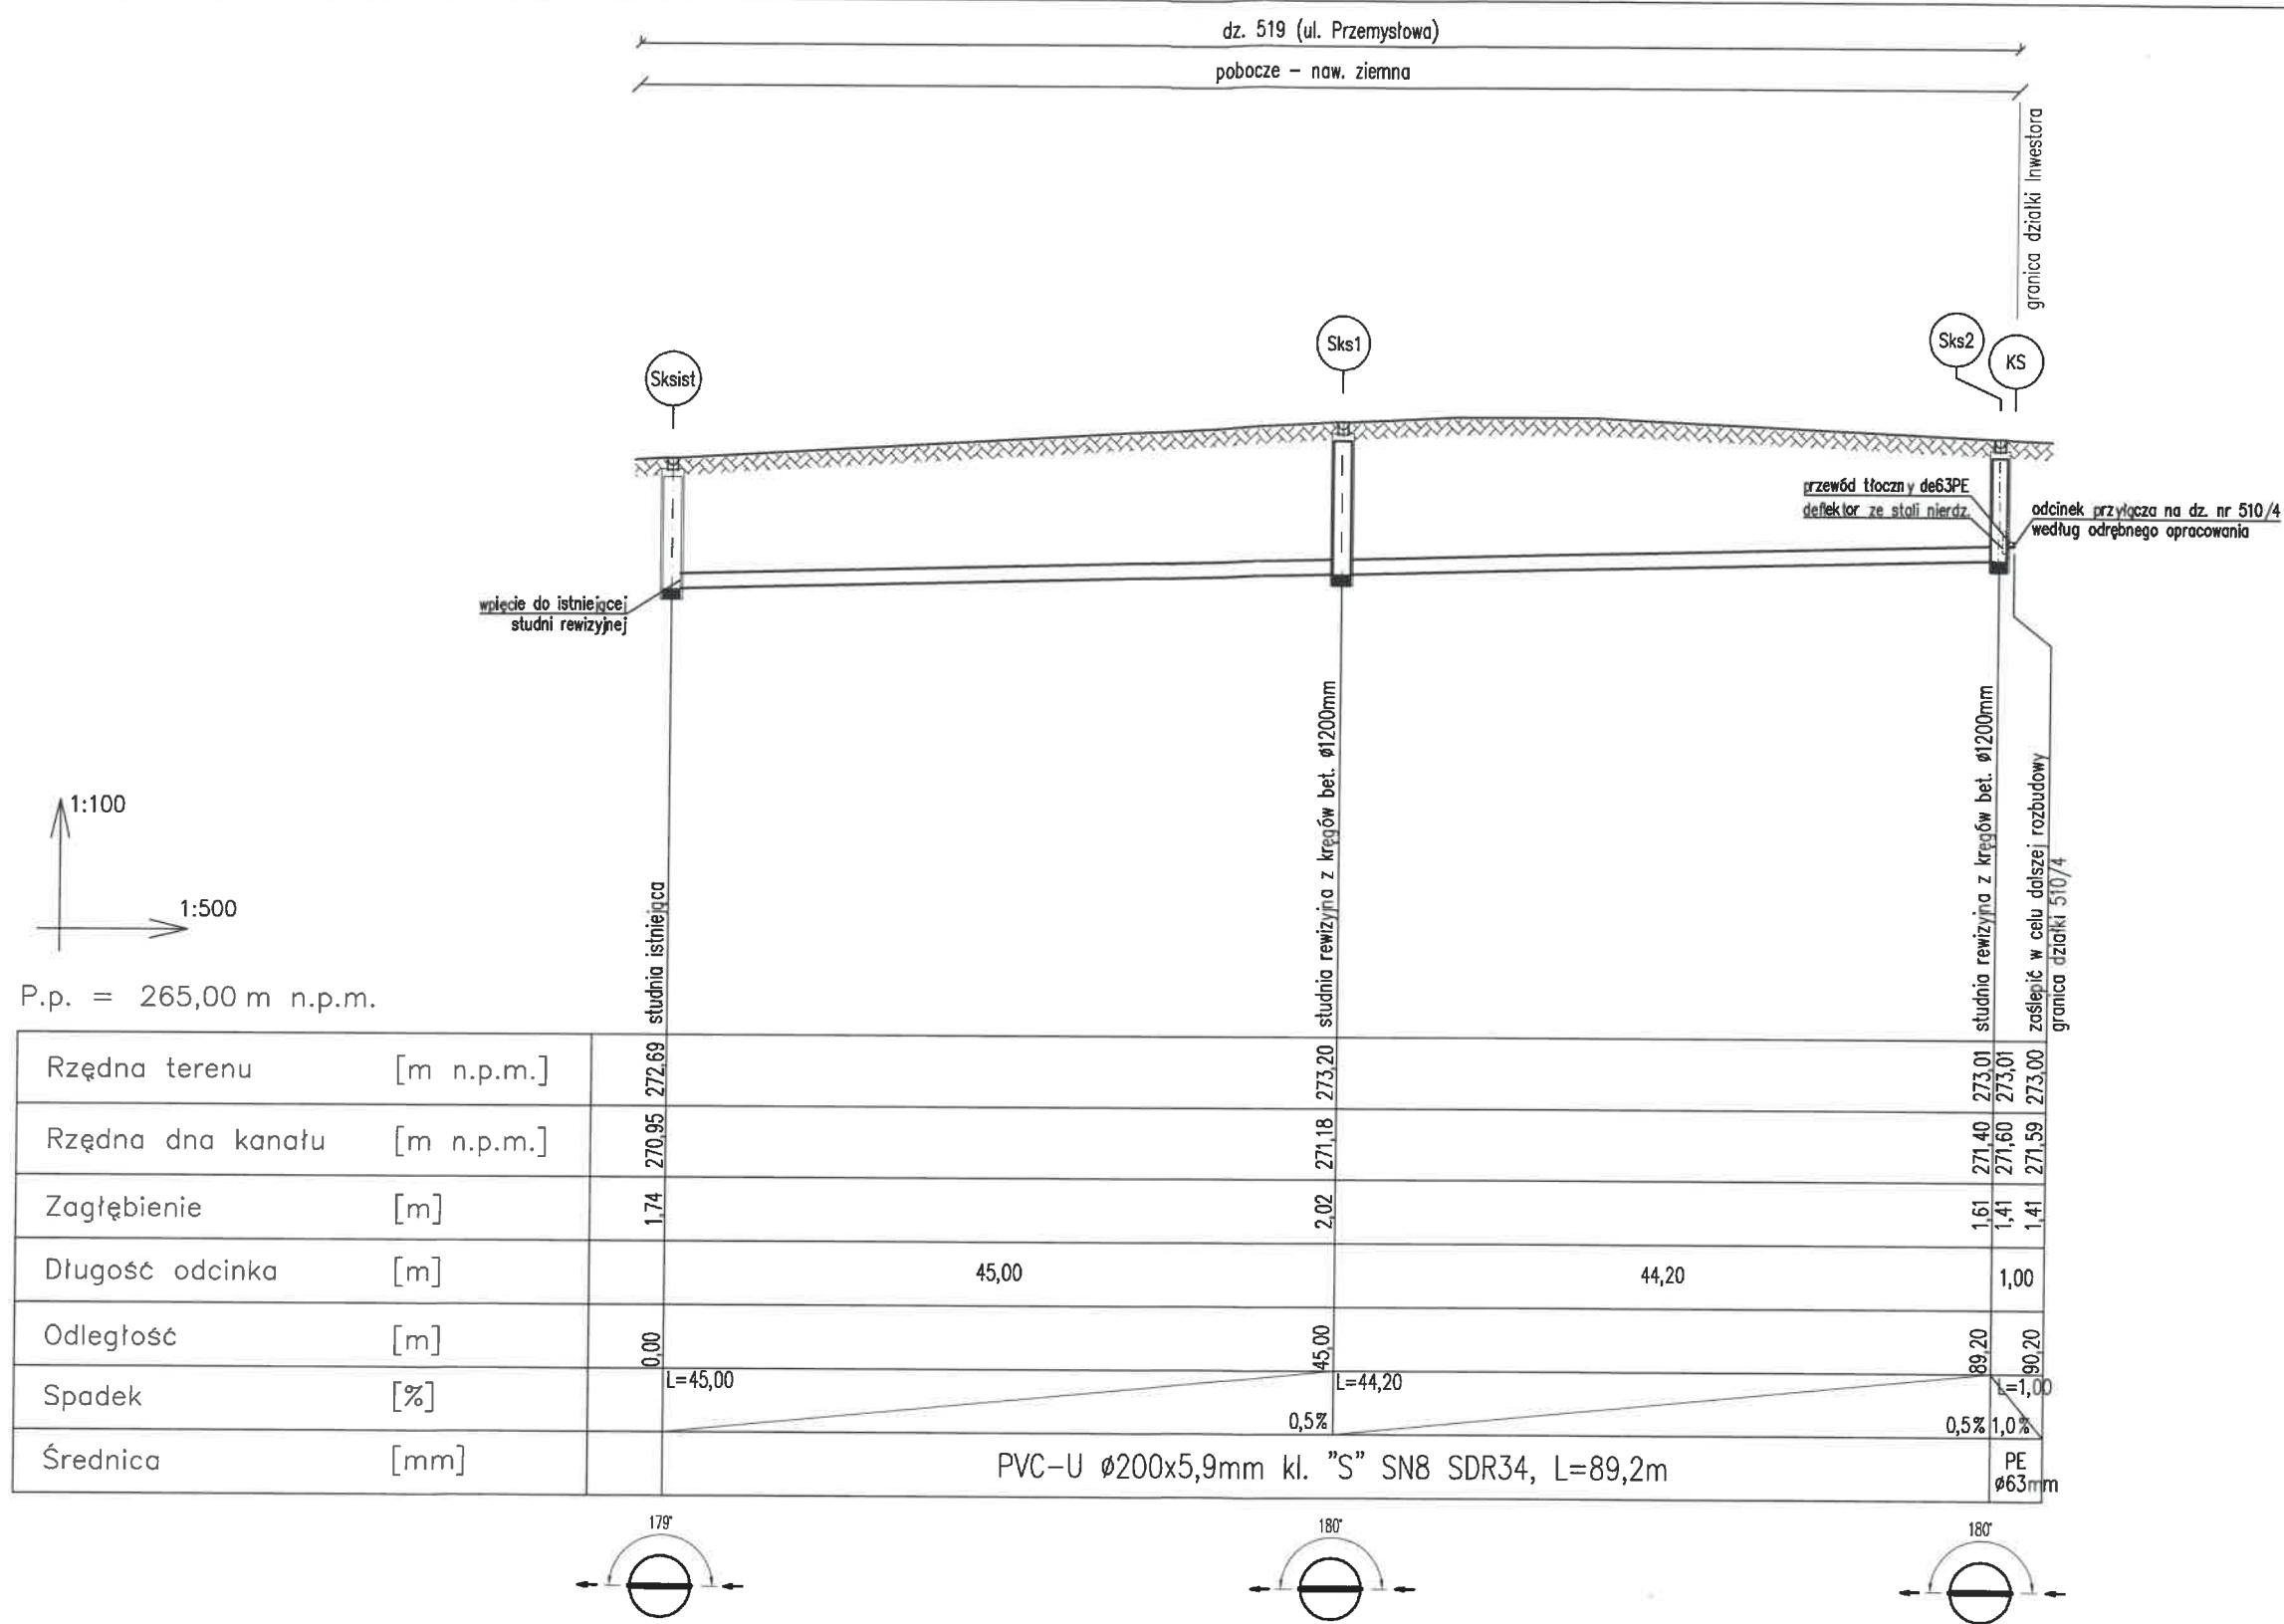 dz. 519 (ul. Przemysłowa)
pobocze – naw. ziemna
granica działki Inwestora
Sksist
Sks1
Sks2
KS
przewód tłoczny de63PE
deflektor ze stali nierdz.
odcinek przyłącza na dz. nr 510/4
według odrębnego opracowania
wpięcie do istniejącej
studni rewizyjnej
1:100
1:500
P.p. = 265,00 m n.p.m.
studnia istniejąca
studnia rewizyjna z kręgów bet. ø1200mm
studnia rewizyjna z kręgów bet. ø1200mm
zaślepić w celu dalszej rozbudowy
granica działki 510/4
Rzędna terenu [m n.p.m.] 272,69 273,20 273,01 273,01 273,00
Rzędna dna kanału [m n.p.m.] 270,95 271,18 271,40 271,60 271,59
Zagłębienie [m] 1,74 2,02 1,61 1,41 1,41
Długość odcinka [m] 45,00 44,20 1,00
Odległość [m] 0,00 45,00 89,20 90,20
Spadek [%] L=45,00 0,5% L=44,20 0,5% L=1,00 1,0%
Średnica [mm] PVC-U ø200x5,9mm kl. "S" SN8 SDR34, L=89,2m PE ø63mm
179° 180° 180°